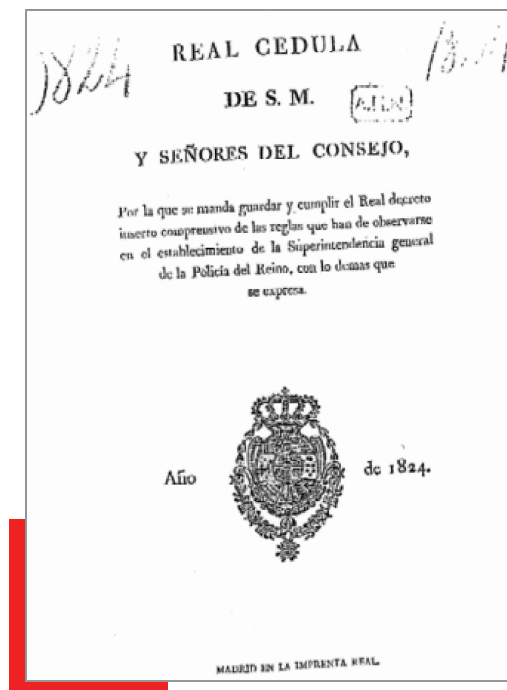 1824
REAL CEDULA
DE S. M.
Y SEÑORES DEL CONSEJO,
Por la que se manda guardar y cumplir el Real decreto
inserto comprensivo de las reglas que han de observarse
en el establecimiento de la Superintendencia general
de la Policía del Reino, con lo demas que
se expresa.
Año de 1824.
MADRID EN LA IMPRENTA REAL.